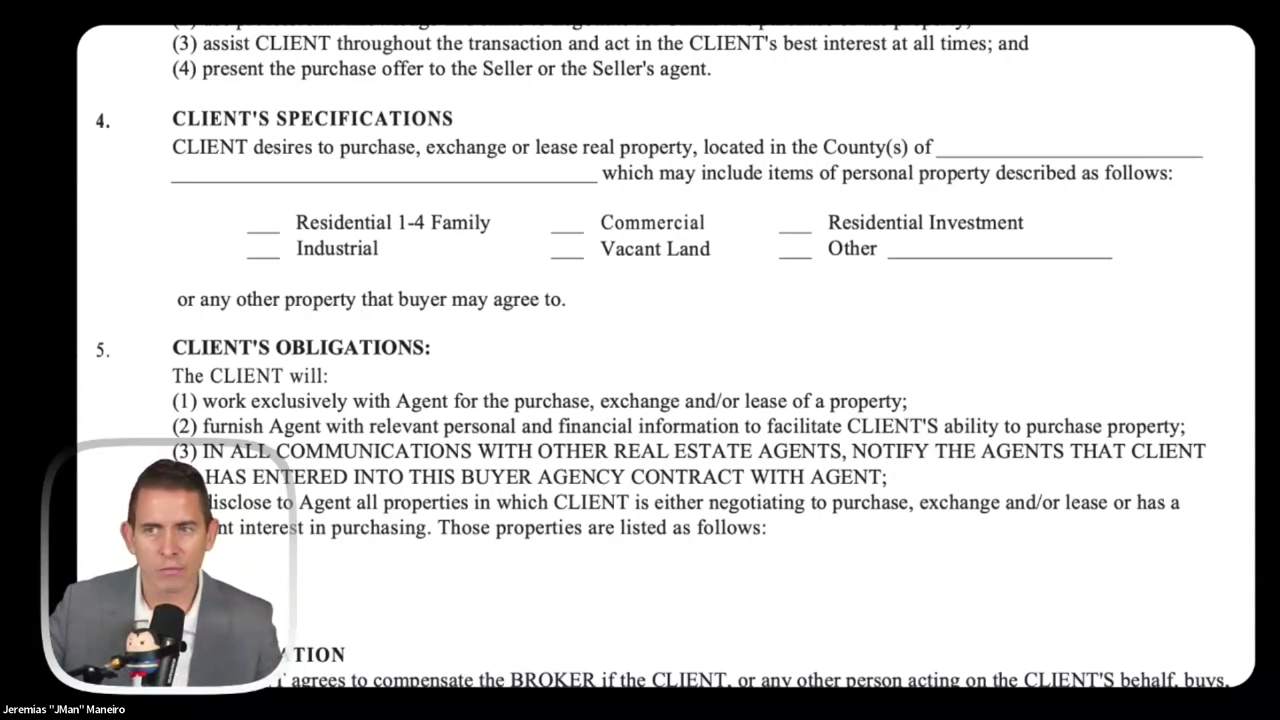 (3) assist CLIENT throughout the transaction and act in the CLIENT's best interest at all times; and
(4) present the purchase offer to the Seller or the Seller's agent.
4. CLIENT'S SPECIFICATIONS
CLIENT desires to purchase, exchange or lease real property, located in the County(s) of
which may include items of personal property described as follows:
Residential 1-4 Family Commercial Residential Investment
Industrial Vacant Land Other
or any other property that buyer may agree to.
5. CLIENT'S OBLIGATIONS:
The CLIENT will:
(1) work exclusively with Agent for the purchase, exchange and/or lease of a property;
(2) furnish Agent with relevant personal and financial information to facilitate CLIENT'S ability to purchase property;
(3) IN ALL COMMUNICATIONS WITH OTHER REAL ESTATE AGENTS, NOTIFY THE AGENTS THAT CLIENT
HAS ENTERED INTO THIS BUYER AGENCY CONTRACT WITH AGENT;
disclose to Agent all properties in which CLIENT is either negotiating to purchase, exchange and/or lease or has a
interest in purchasing. Those properties are listed as follows:
agrees to compensate the BROKER if the CLIENT, or any other person acting on the CLIENT'S behalf, buys,
Jeremias "JMan" Maneiro